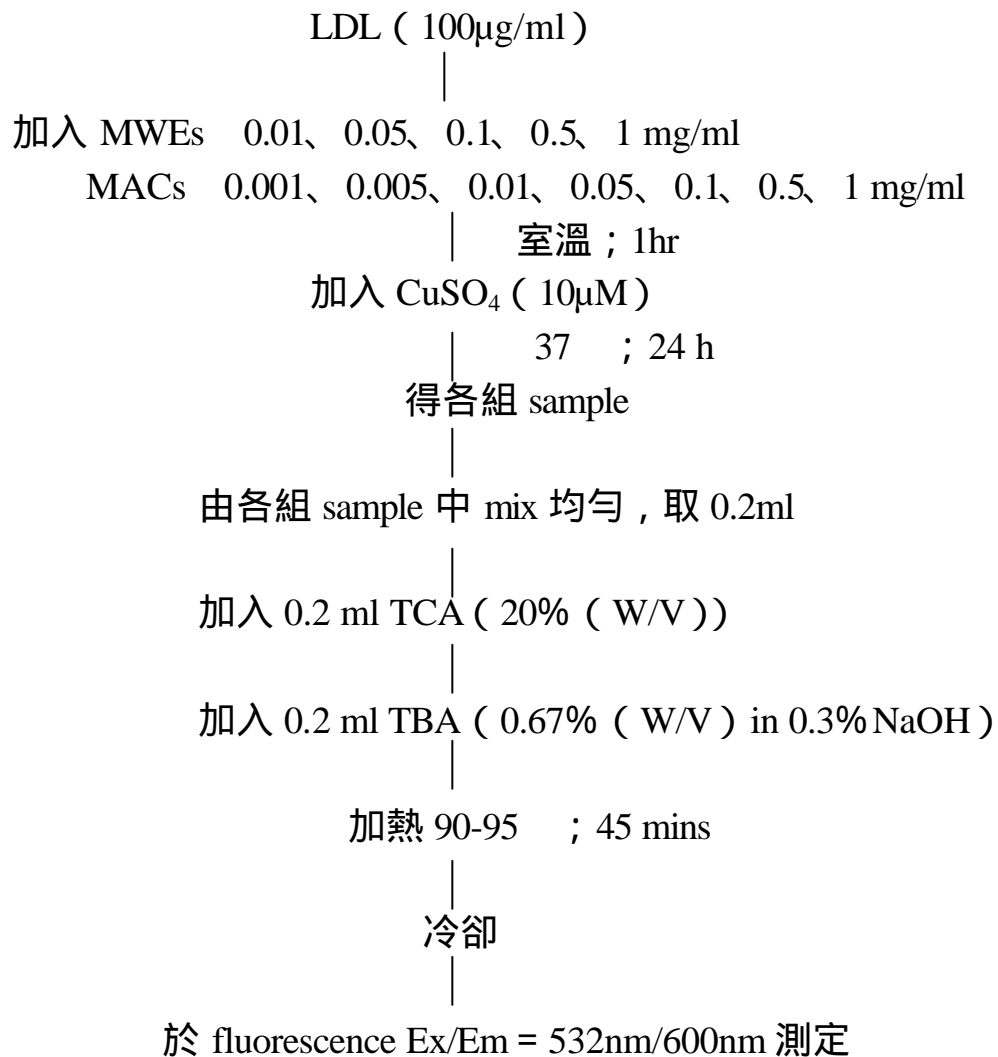 LDL（100μg/ml）
加入 MWEs 0.01、0.05、0.1、0.5、1 mg/ml
MACs 0.001、0.005、0.01、0.05、0.1、0.5、1 mg/ml
室溫；1hr
加入 CuSO₄（10μM）
37 ；24 h
得各組 sample
由各組 sample 中 mix 均勻，取 0.2ml
加入 0.2 ml TCA（20%（W/V））
加入 0.2 ml TBA（0.67%（W/V）in 0.3% NaOH）
加熱 90-95 ；45 mins
冷卻
於 fluorescence Ex/Em = 532nm/600nm 測定